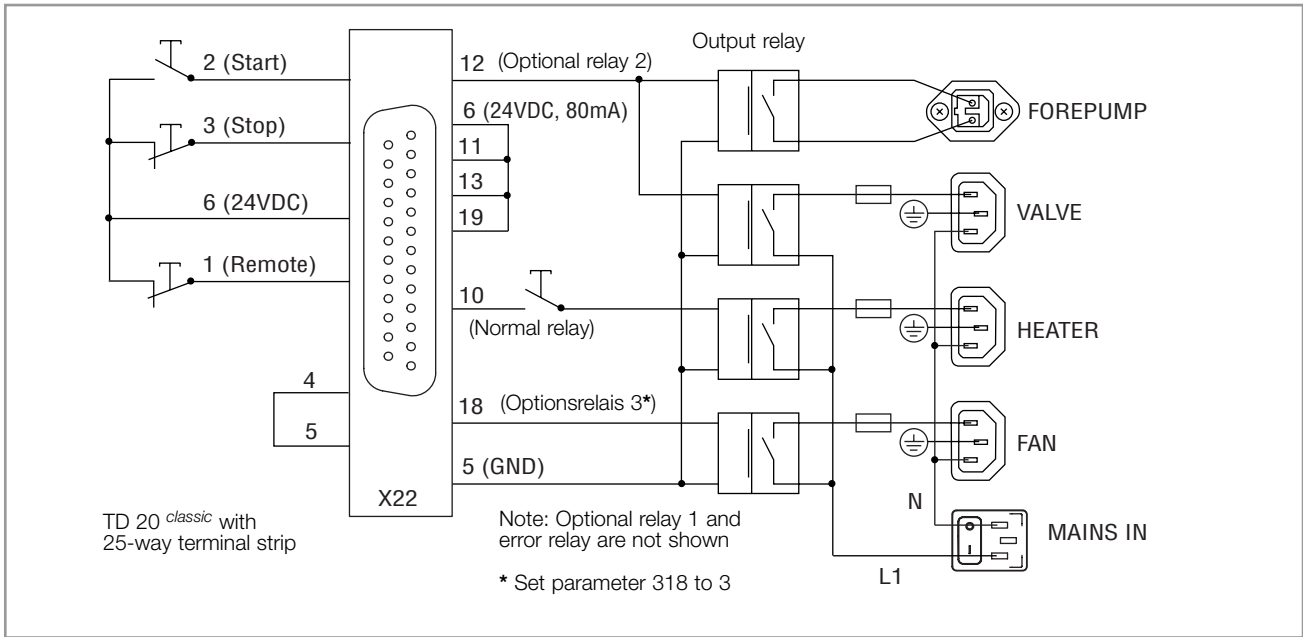 Output relay
2 (Start)
12 (Optional relay 2)
6 (24VDC, 80mA)
FOREPUMP
3 (Stop)
11
13
6 (24VDC)
19
VALVE
1 (Remote)
10
(Normal relay)
HEATER
4
18 (Optionsrelais 3*)
5
FAN
5 (GND)
X22
N
TD 20 classic with
25-way terminal strip
Note: Optional relay 1 and
error relay are not shown
MAINS IN
* Set parameter 318 to 3
L1